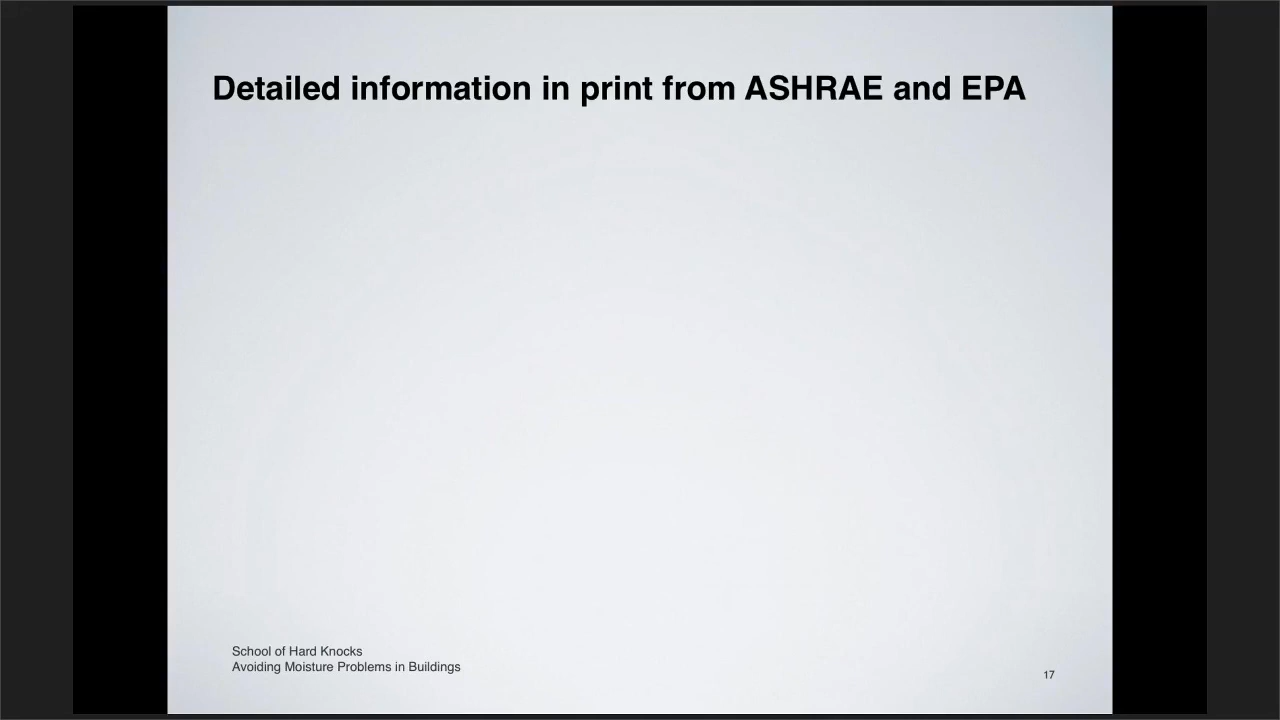 Detailed information in print from ASHRAE and EPA
School of Hard Knocks
Avoiding Moisture Problems in Buildings
17